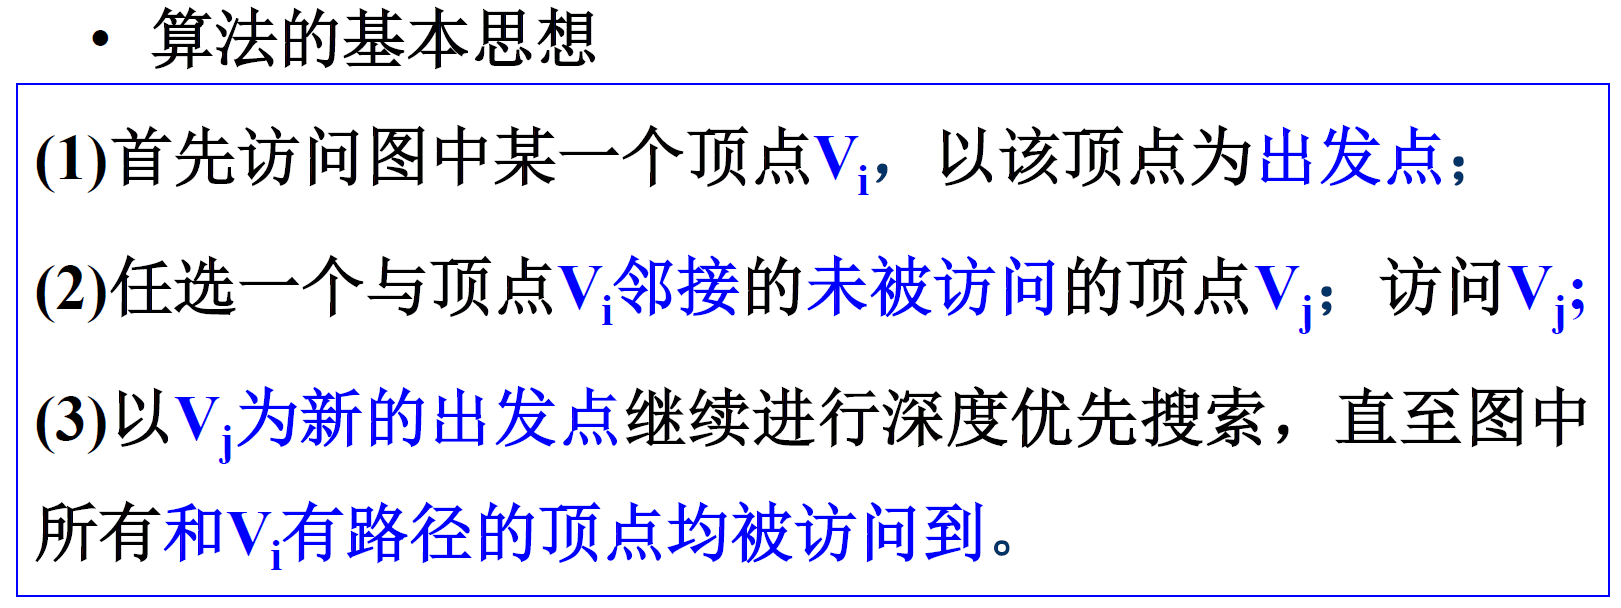 • 算法的基本思想
(1)首先访问图中某一个顶点Vi，以该顶点为出发点；
(2)任选一个与顶点Vi邻接的未被访问的顶点Vj；访问Vj;
(3)以Vj为新的出发点继续进行深度优先搜索，直至图中
所有和Vi有路径的顶点均被访问到。